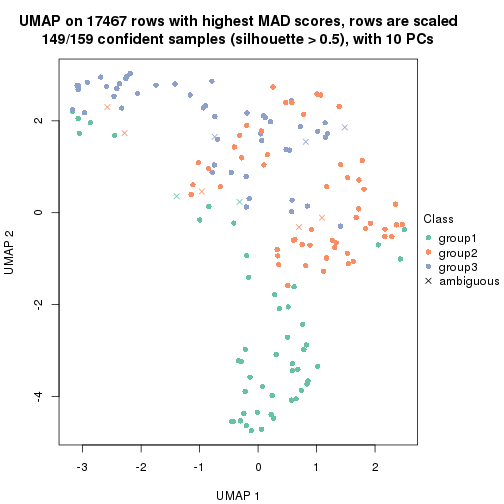 UMAP on 17467 rows with highest MAD scores, rows are scaled
149/159 confident samples (silhouette > 0.5), with 10 PCs
2
0
-2
-4
UMAP 2
-3
-2
-1
0
1
2
UMAP 1
Class
group1
group2
group3
ambiguous